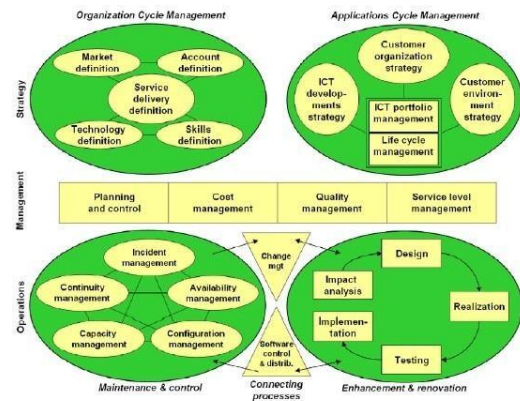 Organization Cycle Management
Applications Cycle Management
Strategy
Market
definition
Account
definition
Service
delivery
definition
Technology
definition
Skills
definition
Customer
organization
strategy
ICT
develop-
ments
strategy
Customer
environ-
ment
strategy
ICT portfolio
management
Life cycle
management
Management
Planning
and control
Cost
management
Quality
management
Service level
management
Operations
Incident
management
Continuity
management
Availability
management
Capacity
management
Configuration
management
Change
mgt
Software
control
& distrib.
Design
Impact
analysis
Realization
Implemen-
tation
Testing
Maintenance & control
Connecting
processes
Enhancement & renovation